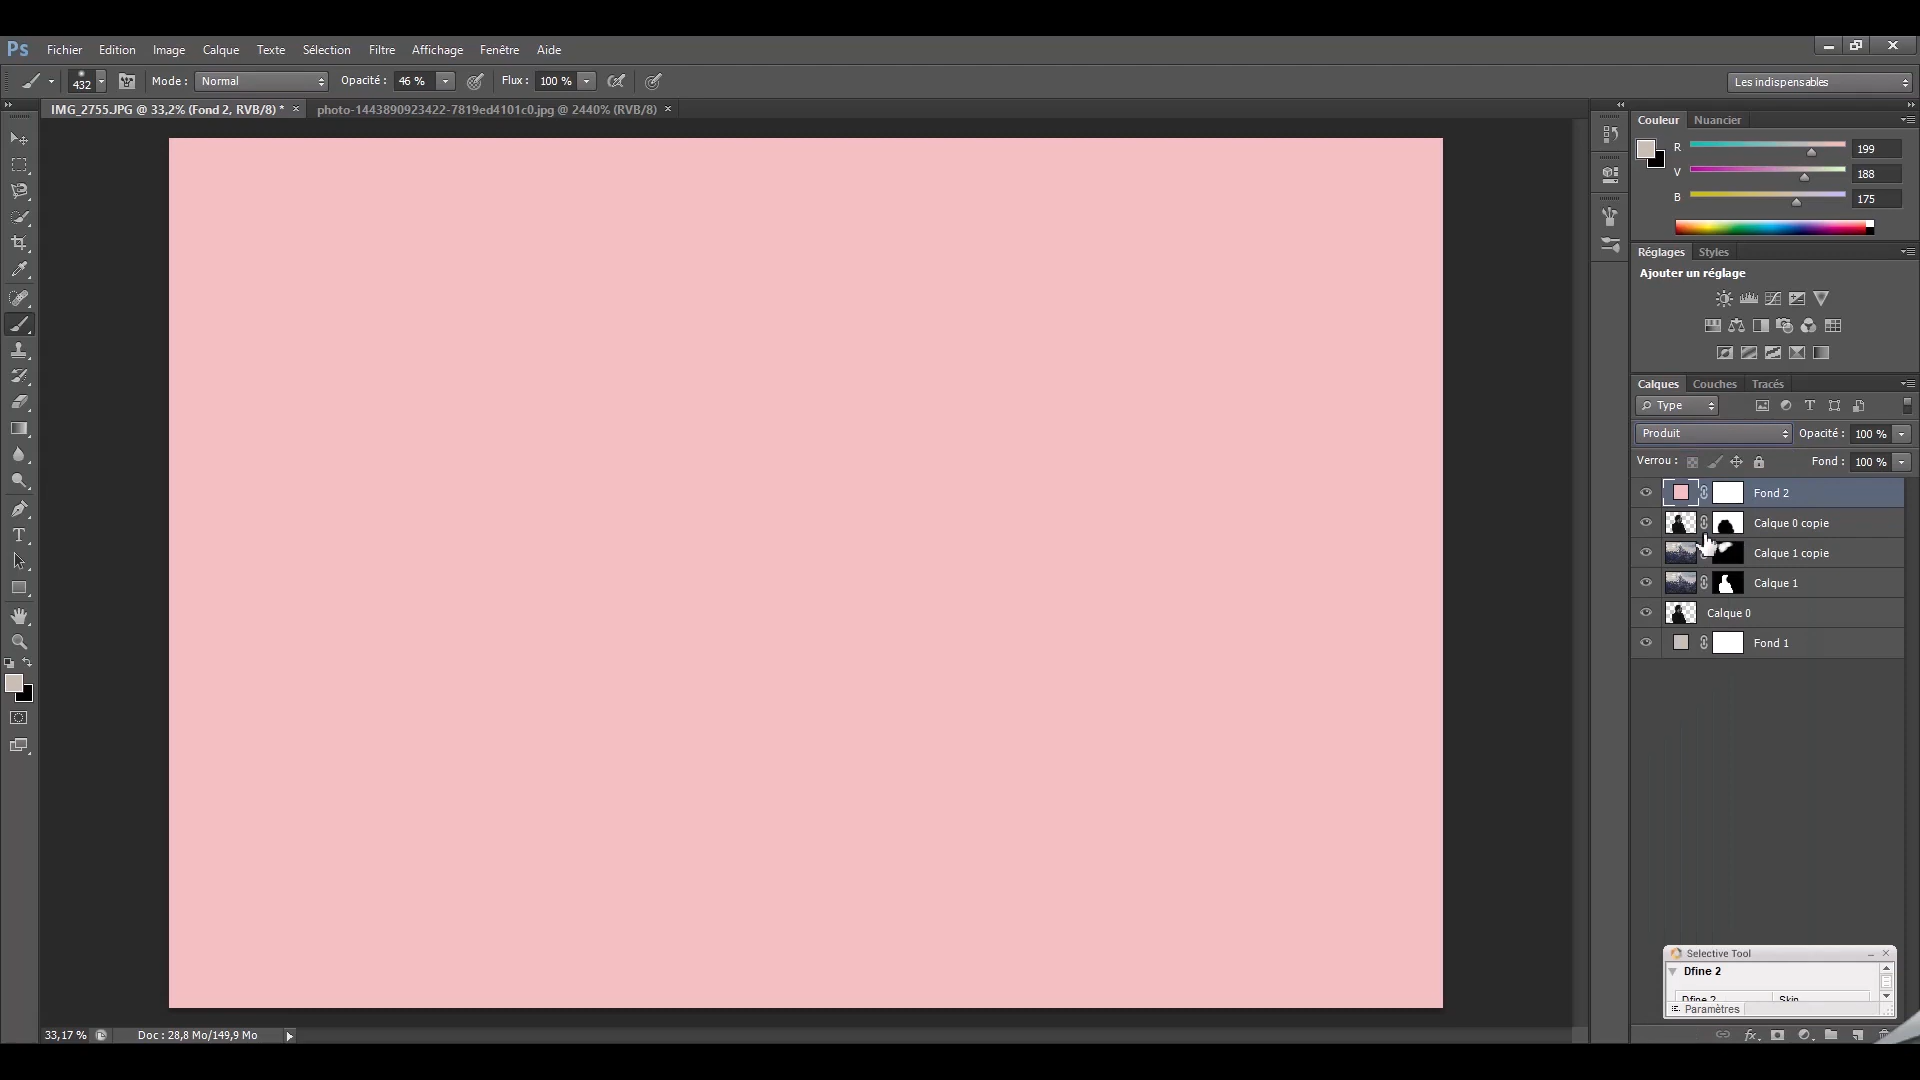 Ps Fichier Edition Image Calque Texte Sélection Filtre Affichage Fenêtre Aide
432 Mode : Normal Opacité : 46 % Flux : 100 % Les indispensables
IMG_2755.JPG @ 33,2% (Fond 2, RVB/8) * × photo-1443890923422-7819ed4101c0.jpg @ 2440% (RVB/8) ×
Couleur Nuancier
R 199
V 188
B 175
Réglages Styles
Ajouter un réglage
Calques Couches Tracés
Type
Produit Opacité : 100 %
Verrou : Fond : 100 %
Fond 2
Calque 0 copie
Calque 1 copie
Calque 1
Calque 0
Fond 1
Selective Tool
Dfine 2
Dfine 2 Skin
Paramètres
33,17 % Doc : 28,8 Mo/149,9 Mo